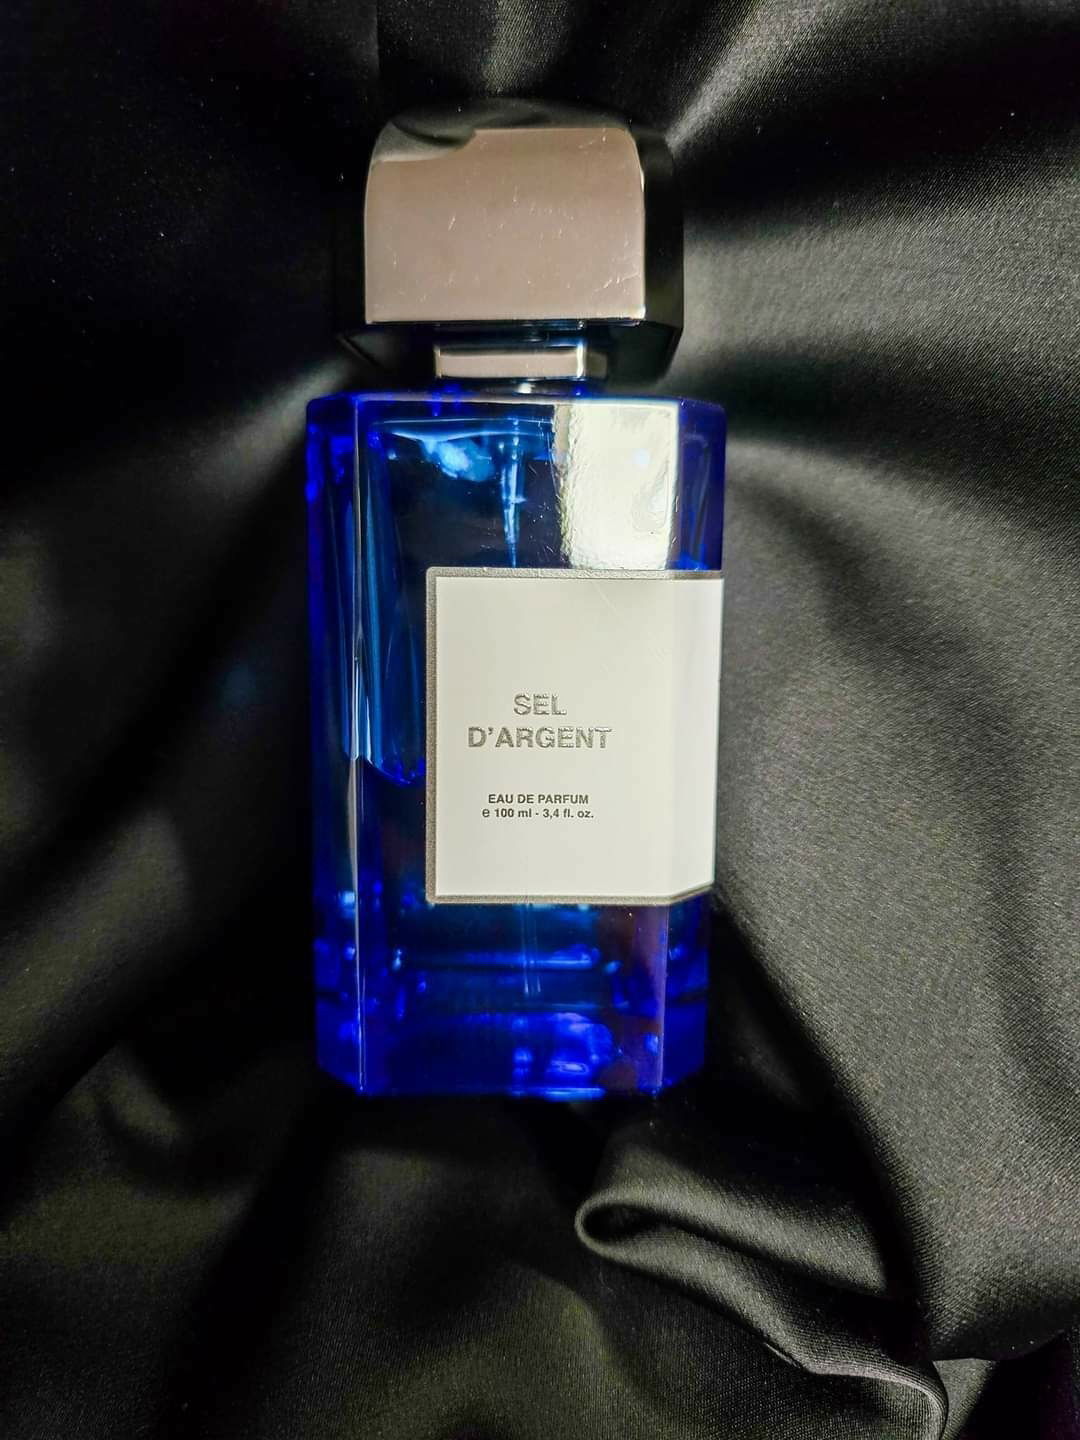 SEL
D'ARGENT
EAU DE PARFUM
℮ 100 ml - 3,4 fl. oz.